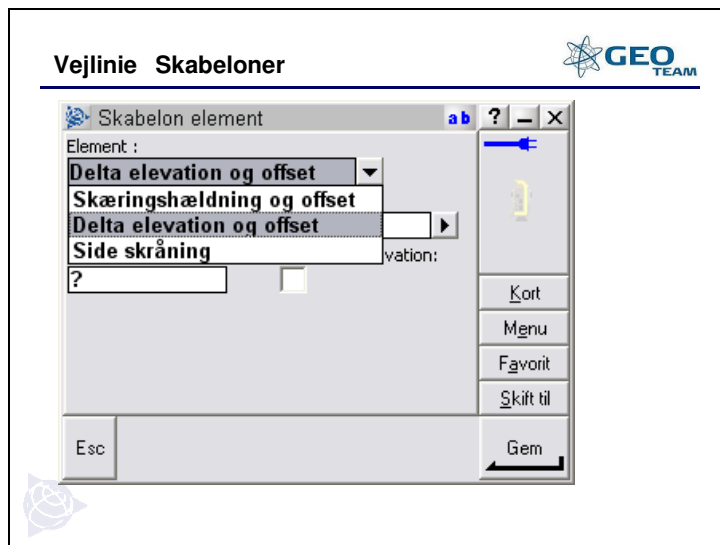 Vejlinie Skabeloner
GEO
TEAM
Skabelon element
ab ? – X
Element :
Delta elevation og offset
Skæringshældning og offset
Delta elevation og offset
Side skråning
vation:
?
Kort
Menu
Favorit
Skift til
Esc
Gem